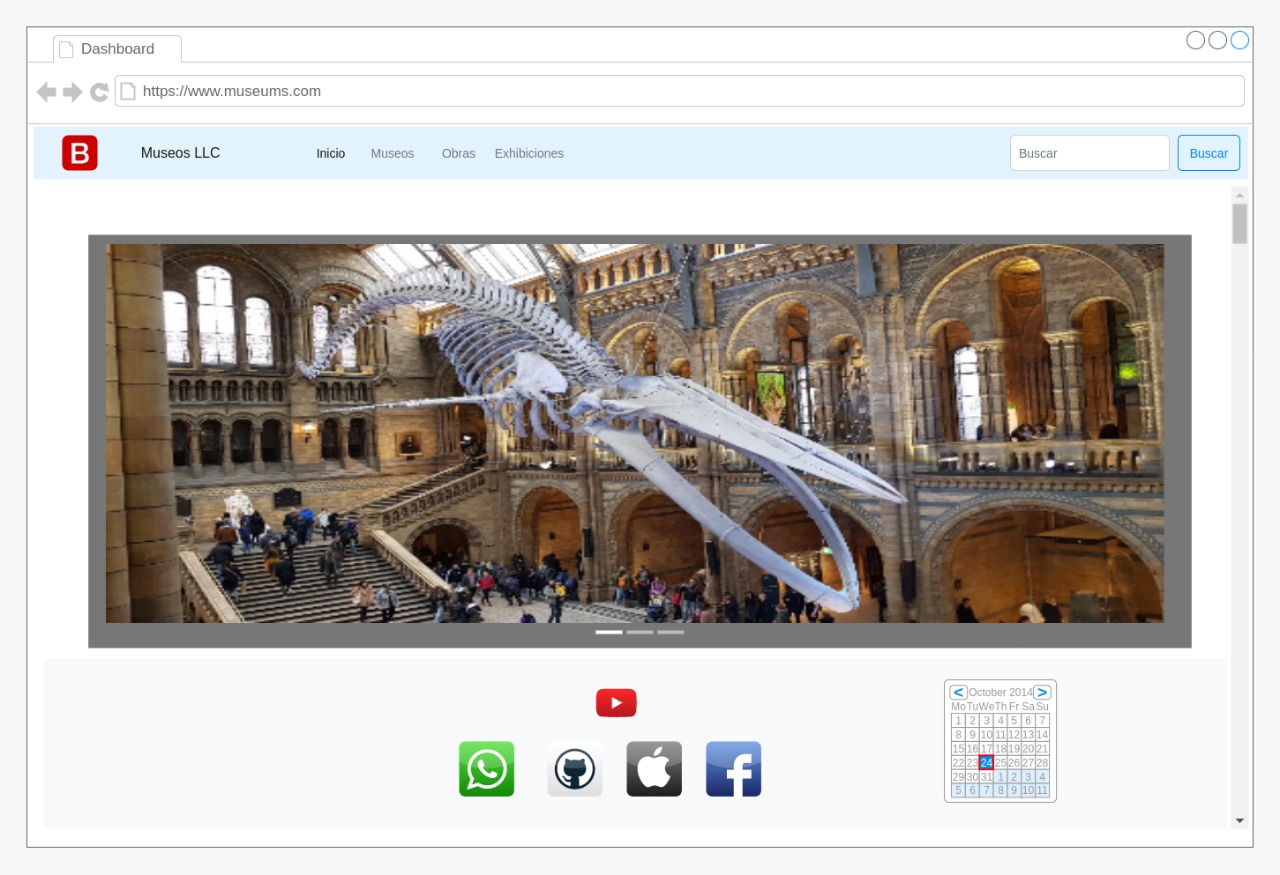 Dashboard
https://www.museums.com
B Museos LLC Inicio Museos Obras Exhibiciones Buscar Buscar
< October 2014 >
Mo Tu We Th Fr Sa Su
1 2 3 4 5 6 7
8 9 10 11 12 13 14
15 16 17 18 19 20 21
22 23 24 25 26 27 28
29 30 31 1 2 3 4
5 6 7 8 9 10 11